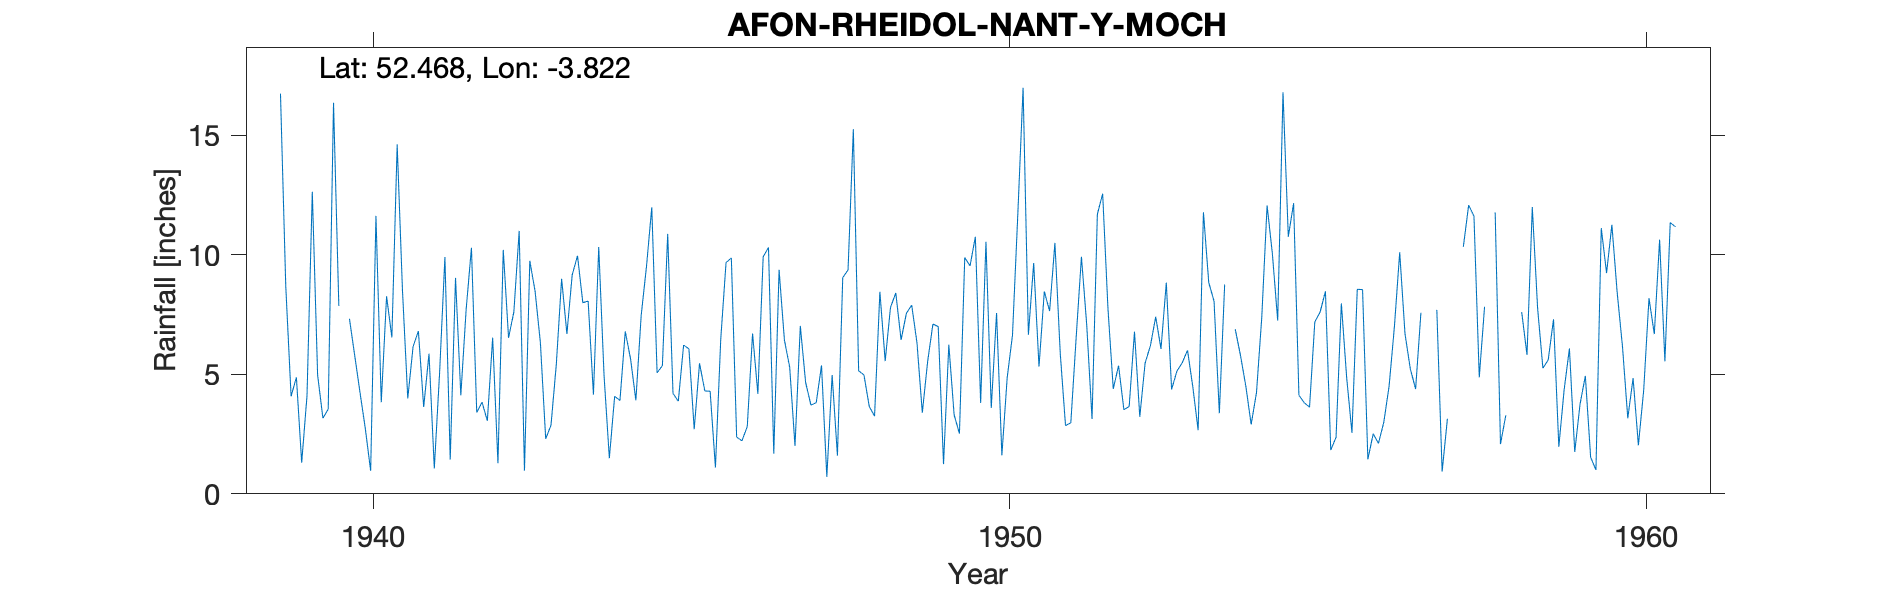 AFON-RHEIDOL-NANT-Y-MOCH
Lat: 52.468, Lon: -3.822
15
10
5
0
Rainfall [inches]
1940
1950
1960
Year